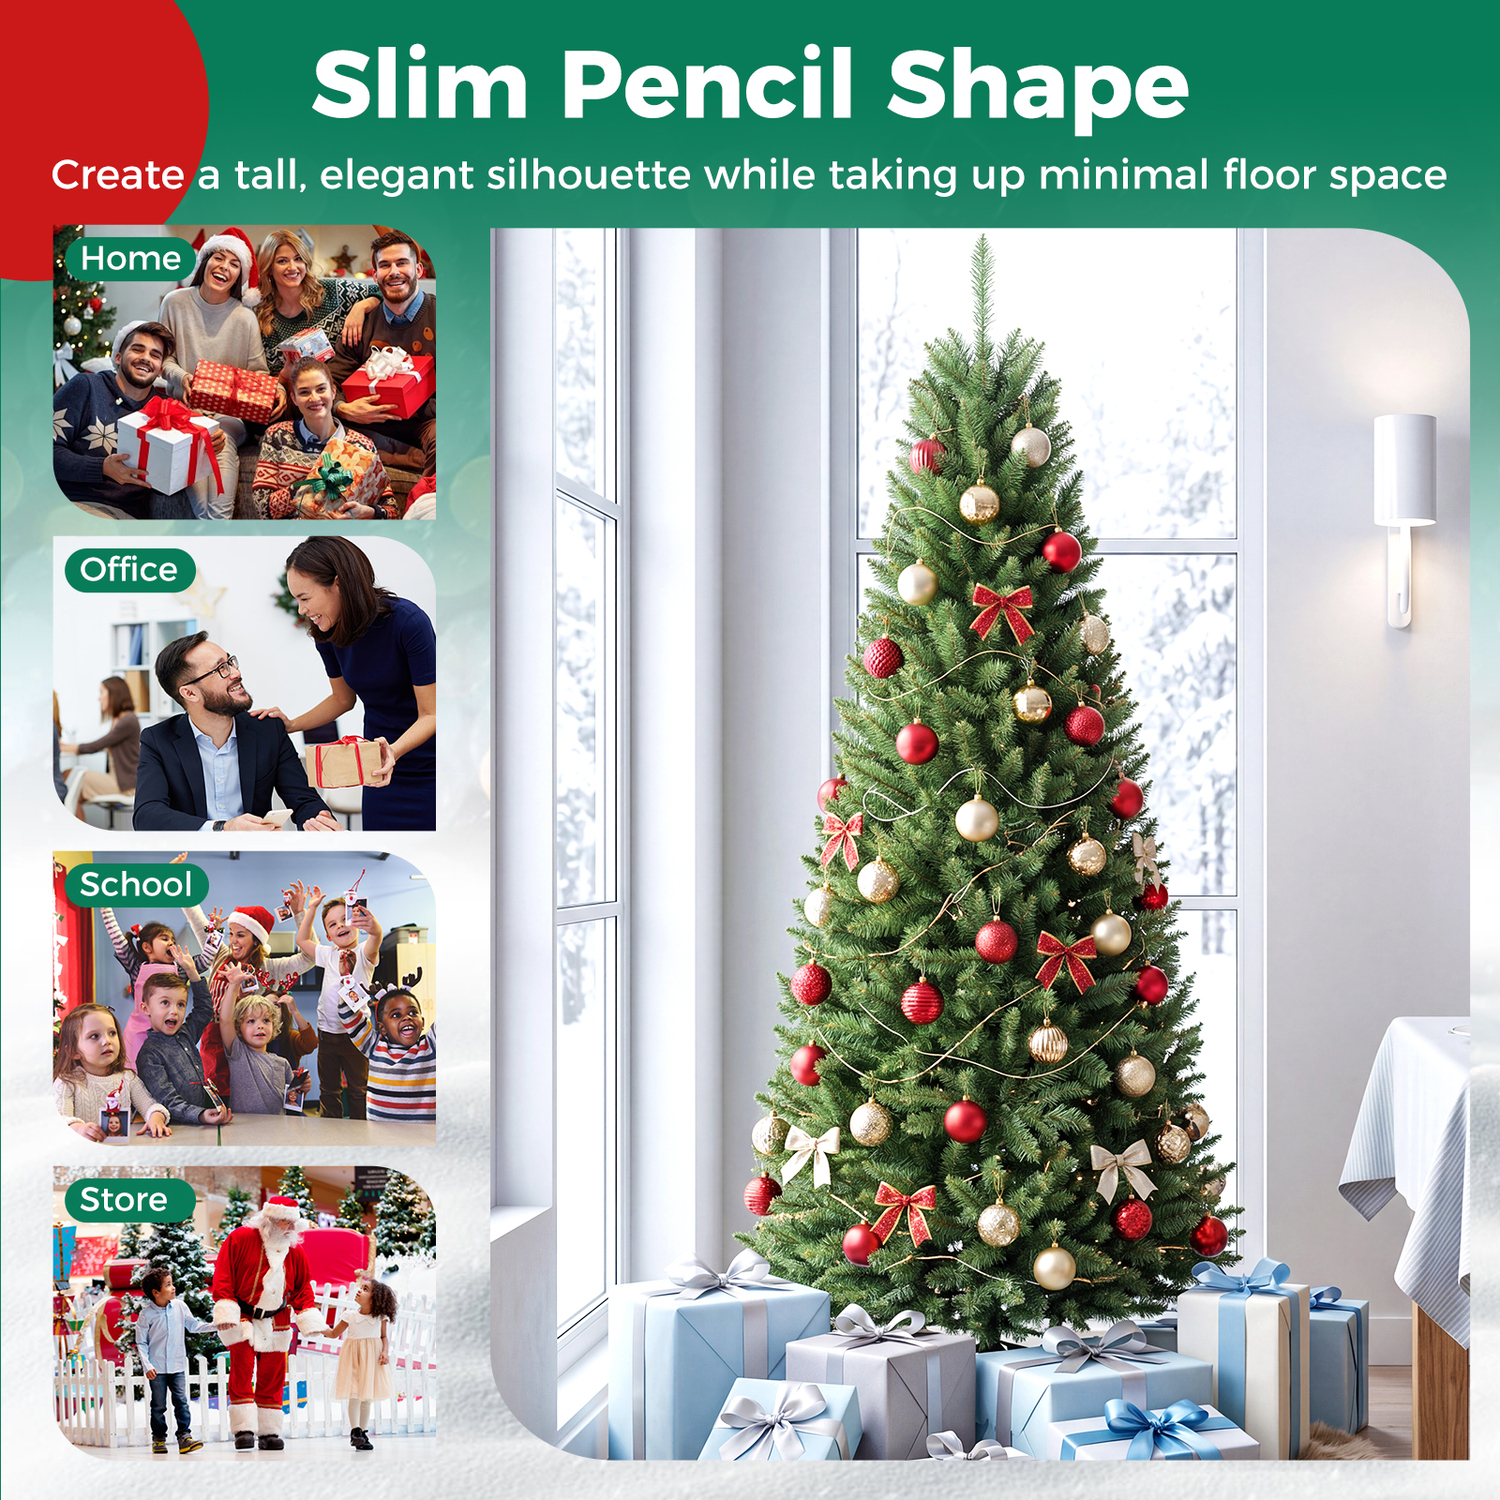 Slim Pencil Shape
Create a tall, elegant silhouette while taking up minimal floor space
Home
Office
School
Store